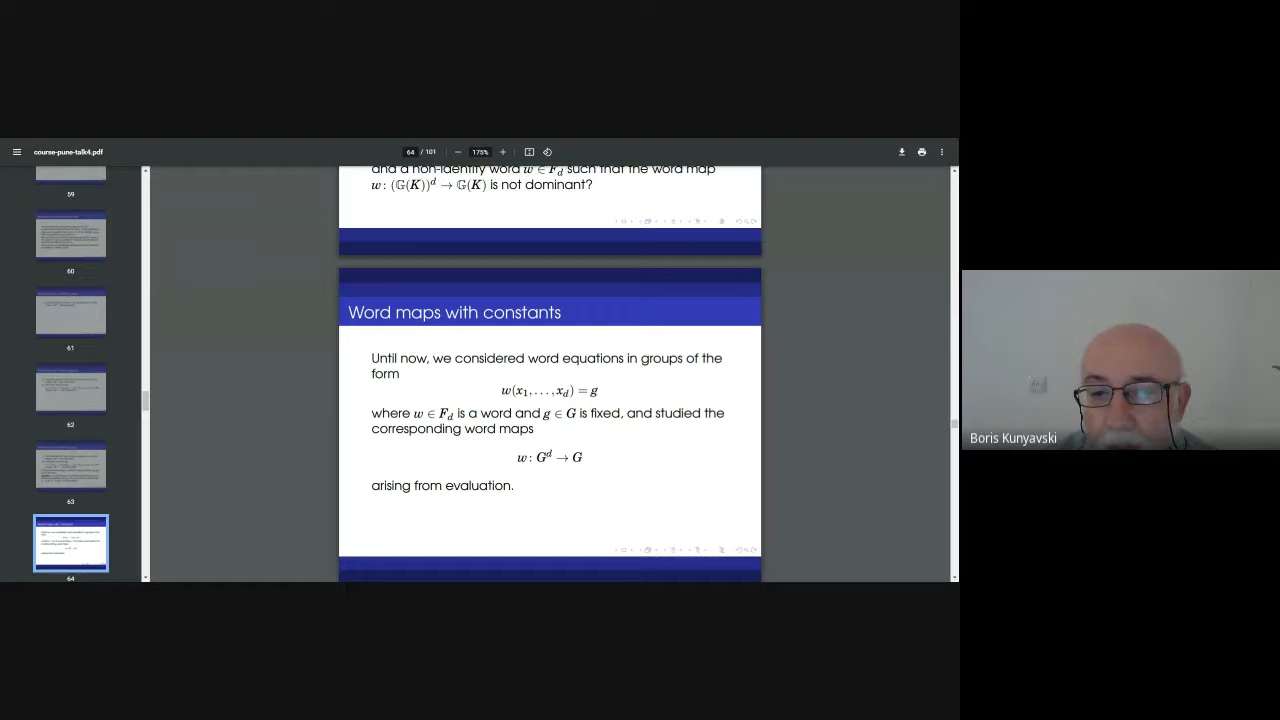 course-pune-talk4.pdf
64 / 101
175%
59
60
61
62
63
64
and a non-identity word w ∈ F_d such that the word map
w : (𝔾(K))^d → 𝔾(K) is not dominant?
Word maps with constants
Until now, we considered word equations in groups of the
form
w(x_1, . . . , x_d) = g
where w ∈ F_d is a word and g ∈ G is fixed, and studied the
corresponding word maps
w : G^d → G
arising from evaluation.
Boris Kunyavski